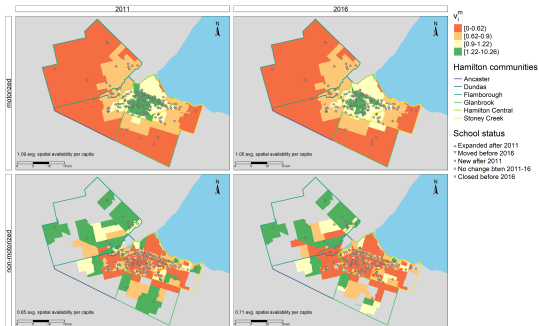 2011
2016
motorized
non-motorized
N
1.09 avg. spatial availability per capita
N
1.05 avg. spatial availability per capita
N
0.85 avg. spatial availability per capita
N
0.71 avg. spatial availability per capita
v_i^m
[0-0.62)
[0.62-0.9)
[0.9-1.22)
[1.22-10.26]
Hamilton communities
Ancaster
Dundas
Flamborough
Glanbrook
Hamilton Central
Stoney Creek
School status
Expanded after 2011
Moved before 2016
New after 2011
No change btwn 2011-16
Closed before 2016